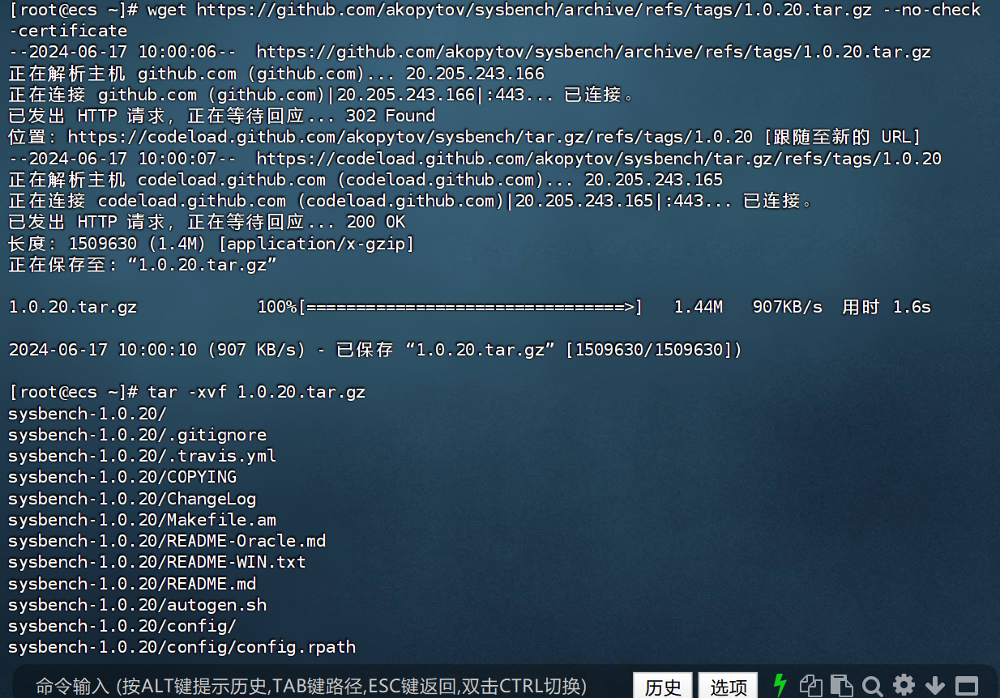 [root@ecs ~]# wget https://github.com/akopytov/sysbench/archive/refs/tags/1.0.20.tar.gz --no-check
-certificate
--2024-06-17 10:00:06--  https://github.com/akopytov/sysbench/archive/refs/tags/1.0.20.tar.gz
正在解析主机 github.com (github.com)... 20.205.243.166
正在连接 github.com (github.com)|20.205.243.166|:443... 已连接。
已发出 HTTP 请求，正在等待回应... 302 Found
位置：https://codeload.github.com/akopytov/sysbench/tar.gz/refs/tags/1.0.20 [跟随至新的 URL]
--2024-06-17 10:00:07--  https://codeload.github.com/akopytov/sysbench/tar.gz/refs/tags/1.0.20
正在解析主机 codeload.github.com (codeload.github.com)... 20.205.243.165
正在连接 codeload.github.com (codeload.github.com)|20.205.243.165|:443... 已连接。
已发出 HTTP 请求，正在等待回应... 200 OK
长度：1509630 (1.4M) [application/x-gzip]
正在保存至: “1.0.20.tar.gz”
1.0.20.tar.gz            100%[================================>]   1.44M   907KB/s  用时 1.6s
2024-06-17 10:00:10 (907 KB/s) - 已保存 “1.0.20.tar.gz” [1509630/1509630])
[root@ecs ~]# tar -xvf 1.0.20.tar.gz
sysbench-1.0.20/
sysbench-1.0.20/.gitignore
sysbench-1.0.20/.travis.yml
sysbench-1.0.20/COPYING
sysbench-1.0.20/ChangeLog
sysbench-1.0.20/Makefile.am
sysbench-1.0.20/README-Oracle.md
sysbench-1.0.20/README-WIN.txt
sysbench-1.0.20/README.md
sysbench-1.0.20/autogen.sh
sysbench-1.0.20/config/
sysbench-1.0.20/config/config.rpath
命令输入 (按ALT键提示历史,TAB键路径,ESC键返回,双击CTRL切换) 历史 选项